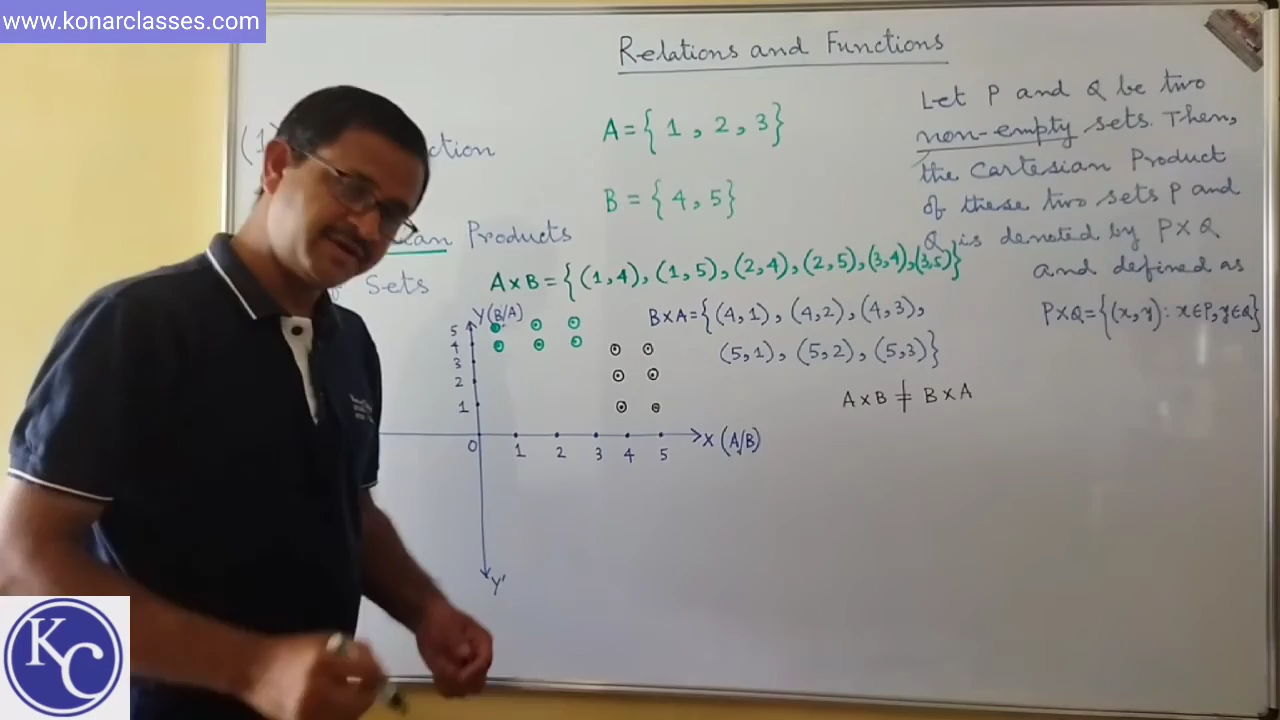 www.konarclasses.com
Relations and Functions
(1)
A = { 1 , 2 , 3 }
B = { 4 , 5 }
Products
Sets
A×B = { (1,4), (1,5), (2,4), (2,5), (3,4), (3,5) }
B×A = { (4,1), (4,2), (4,3),
(5,1), (5,2), (5,3) }
A×B ≠ B×A
Let P and Q be two
non-empty sets. Then,
the Cartesian Product
of these two sets P and
Q is denoted by P×Q
and defined as
P×Q = { (x,y) : x∈P, y∈Q }
Y (B/A)
5
4
3
2
1
0 1 2 3 4 5
X (A/B)
Y'
KC